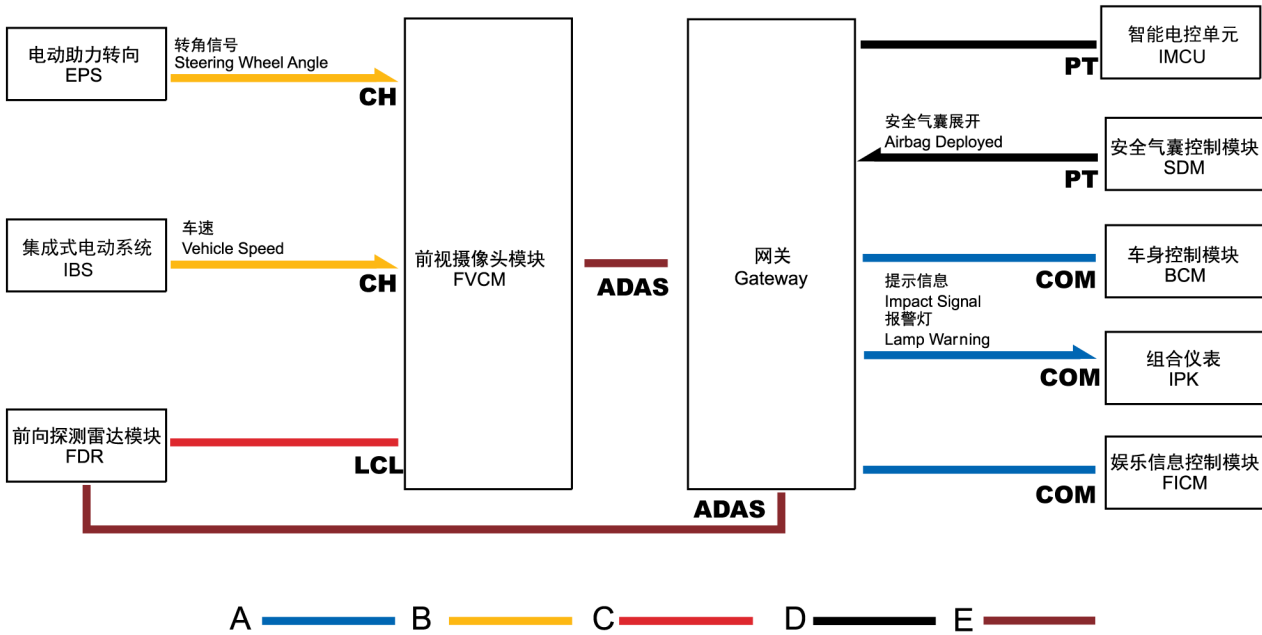 电动助力转向
EPS
转角信号
Steering Wheel Angle
CH
集成式电动系统
IBS
车速
Vehicle Speed
CH
前向探测雷达模块
FDR
LCL
前视摄像头模块
FVCM
ADAS
网关
Gateway
ADAS
PT
智能电控单元
IMCU
安全气囊展开
Airbag Deployed
PT
安全气囊控制模块
SDM
COM
车身控制模块
BCM
提示信息
Impact Signal
报警灯
Lamp Warning
COM
组合仪表
IPK
COM
娱乐信息控制模块
FICM
A B C D E